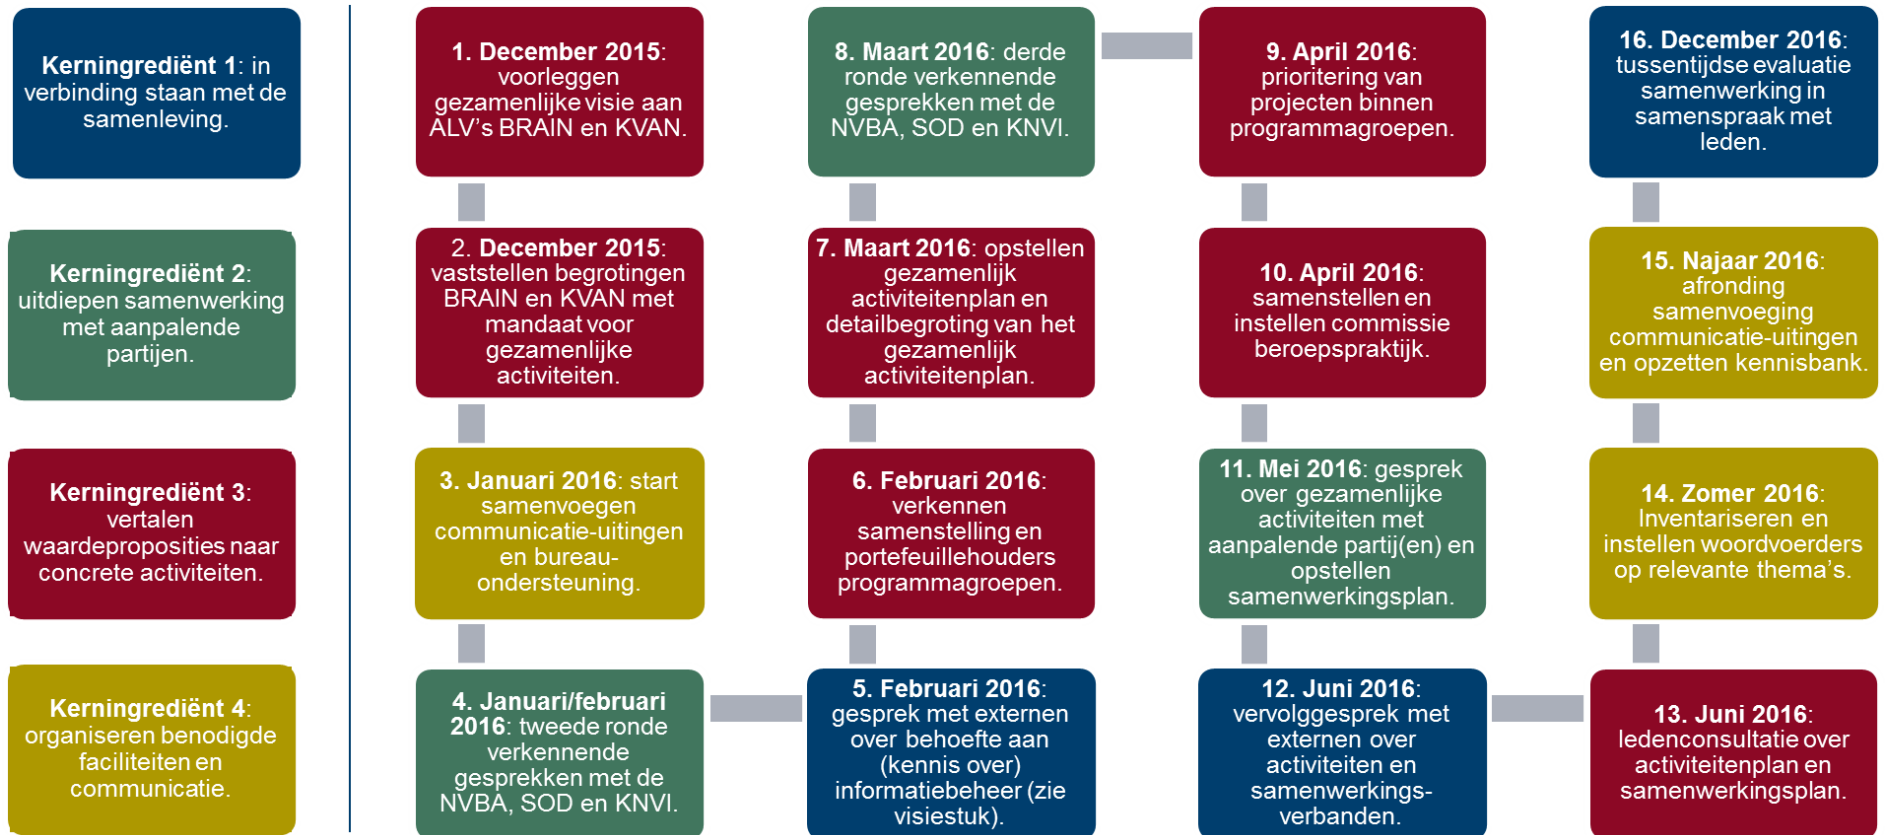 Kerningrediënt 1: in
verbinding staan met de
samenleving.
Kerningrediënt 2:
uitdiepen samenwerking
met aanpalende
partijen.
Kerningrediënt 3:
vertalen
waardeproposities naar
concrete activiteiten.
Kerningrediënt 4:
organiseren benodigde
faciliteiten en
communicatie.
1. December 2015:
voorleggen
gezamenlijke visie aan
ALV’s BRAIN en KVAN.
2. December 2015:
vaststellen begrotingen
BRAIN en KVAN met
mandaat voor
gezamenlijke
activiteiten.
3. Januari 2016: start
samenvoegen
communicatie-uitingen
en bureau-
ondersteuning.
4. Januari/februari
2016: tweede ronde
verkennende
gesprekken met de
NVBA, SOD en KNVI.
5. Februari 2016:
gesprek met externen
over behoefte aan
(kennis over)
informatiebeheer (zie
visiestuk).
6. Februari 2016:
verkennen
samenstelling en
portefeuillehouders
programmagroepen.
7. Maart 2016: opstellen
gezamenlijk
activiteitenplan en
detailbegroting van het
gezamenlijk
activiteitenplan.
8. Maart 2016: derde
ronde verkennende
gesprekken met de
NVBA, SOD en KNVI.
9. April 2016:
prioritering van
projecten binnen
programmagroepen.
10. April 2016:
samenstellen en
instellen commissie
beroepspraktijk.
11. Mei 2016: gesprek
over gezamenlijke
activiteiten met
aanpalende partij(en) en
opstellen
samenwerkingsplan.
12. Juni 2016:
vervolggesprek met
externen over
activiteiten en
samenwerkings-
verbanden.
13. Juni 2016:
ledenconsultatie over
activiteitenplan en
samenwerkingsplan.
14. Zomer 2016:
Inventariseren en
instellen woordvoerders
op relevante thema’s.
15. Najaar 2016:
afronding
samenvoeging
communicatie-uitingen
en opzetten kennisbank.
16. December 2016:
tussentijdse evaluatie
samenwerking in
samenspraak met
leden.